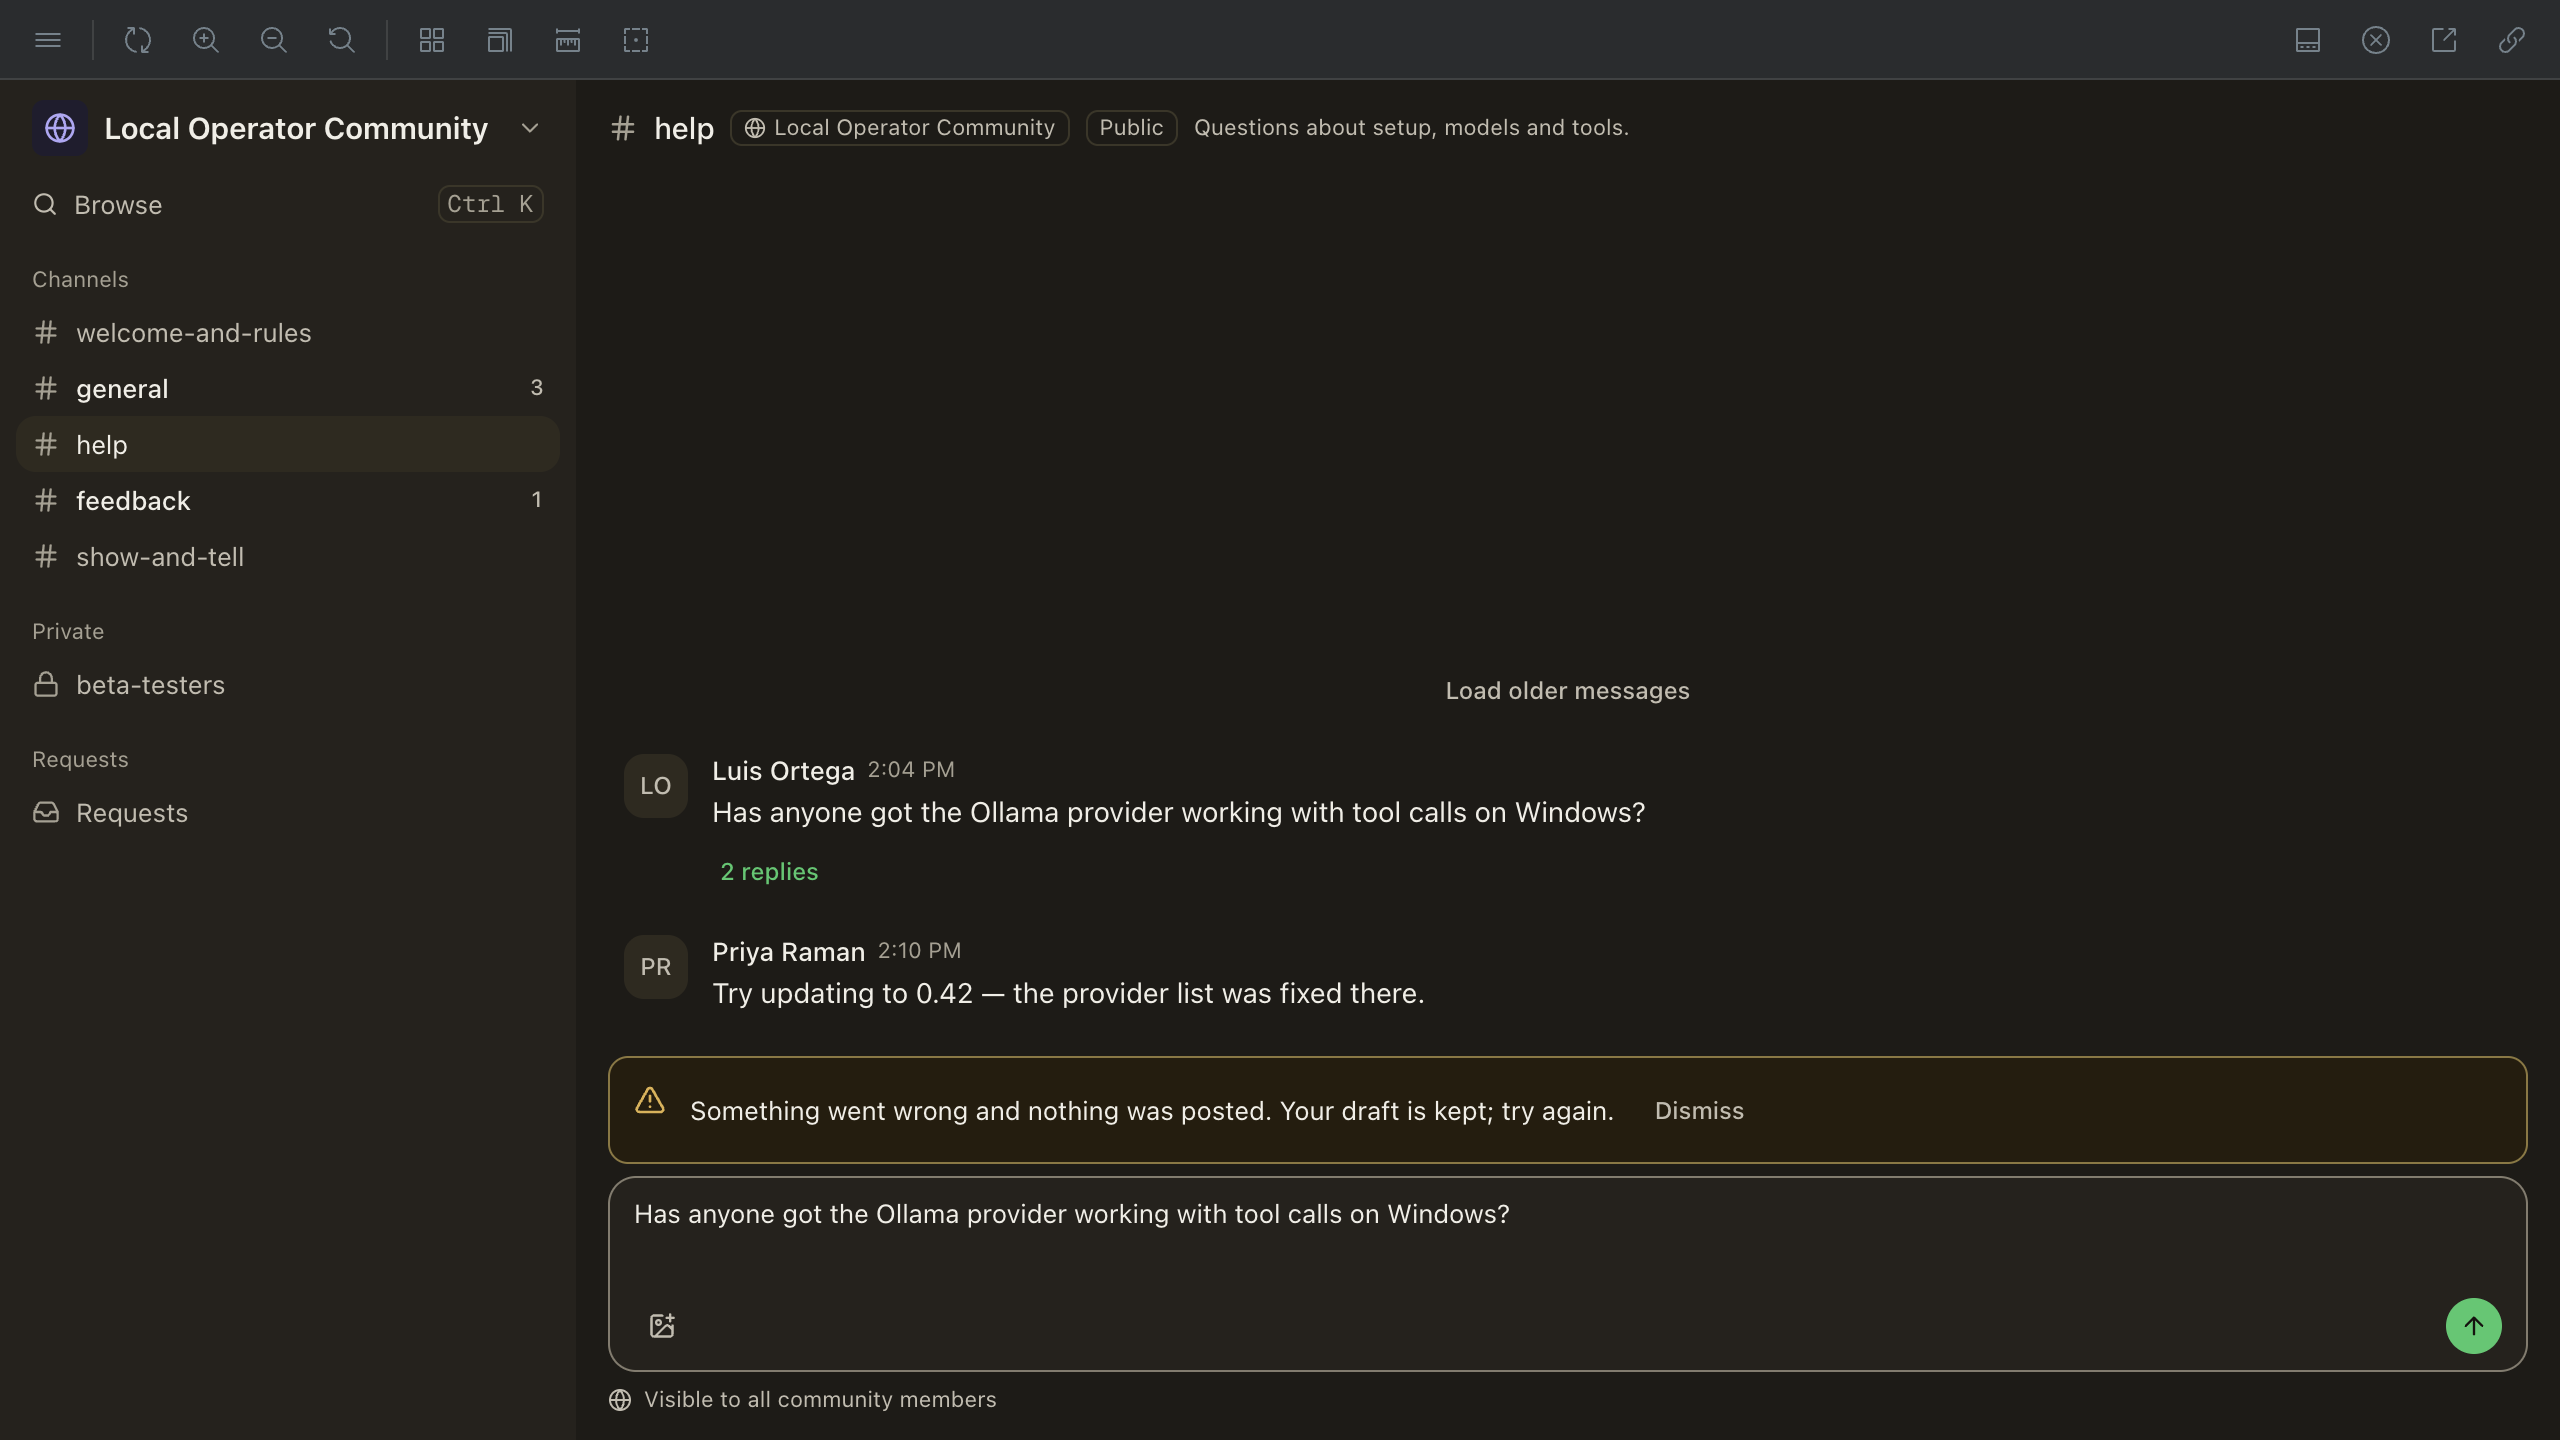 Local Operator Community
Browse
Ctrl K
Channels
welcome-and-rules
general
3
help
feedback
1
show-and-tell
Private
beta-testers
Requests
Requests
# help
Local Operator Community
Public
Questions about setup, models and tools.
Load older messages
LO
Luis Ortega 2:04 PM
Has anyone got the Ollama provider working with tool calls on Windows?
2 replies
PR
Priya Raman 2:10 PM
Try updating to 0.42 — the provider list was fixed there.
Something went wrong and nothing was posted. Your draft is kept; try again.
Dismiss
Has anyone got the Ollama provider working with tool calls on Windows?
Visible to all community members